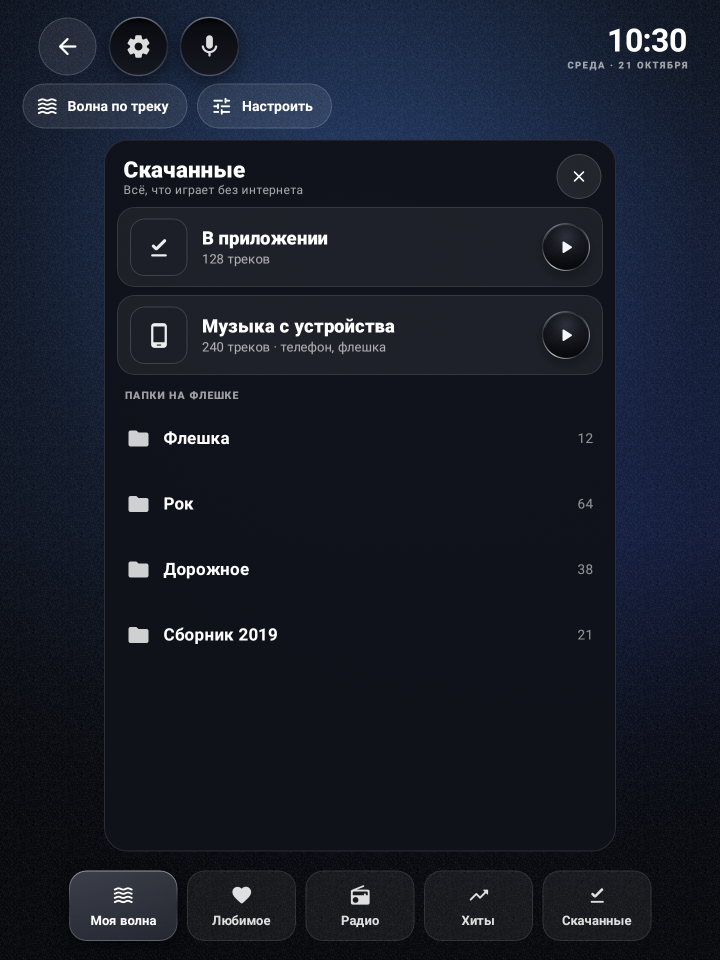 10:30
СРЕДА · 21 ОКТЯБРЯ
Волна по треку
Настроить
Скачанные
Всё, что играет без интернета
В приложении
128 треков
Музыка с устройства
240 треков · телефон, флешка
ПАПКИ НА ФЛЕШКЕ
Флешка 12
Рок 64
Дорожное 38
Сборник 2019 21
Моя волна
Любимое
Радио
Хиты
Скачанные